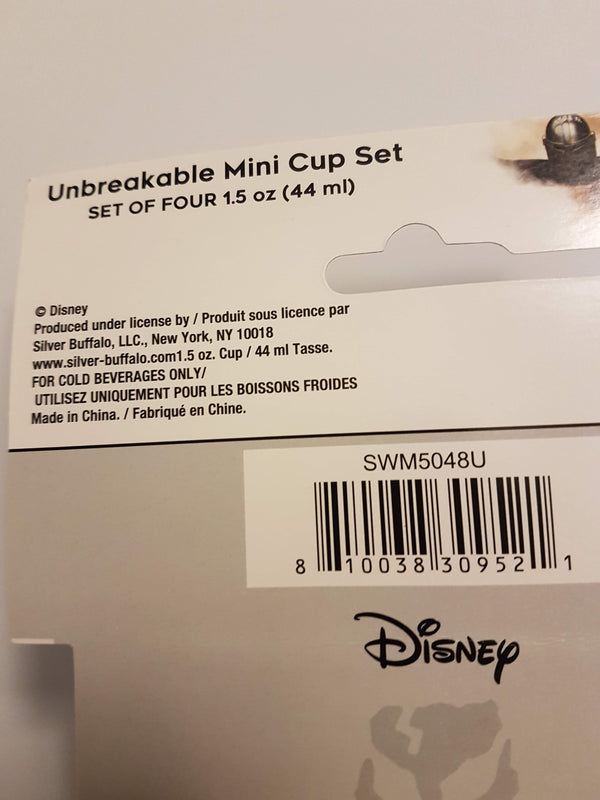 Unbreakable Mini Cup Set
SET OF FOUR 1.5 oz (44 ml)
© Disney
Produced under license by / Produit sous licence par
Silver Buffalo, LLC., New York, NY 10018
www.silver-buffalo.com1.5 oz. Cup / 44 ml Tasse.
FOR COLD BEVERAGES ONLY/
UTILISEZ UNIQUEMENT POUR LES BOISSONS FROIDES
Made in China. / Fabriqué en Chine.
SWM5048U
8 10038 30952 1
Disney